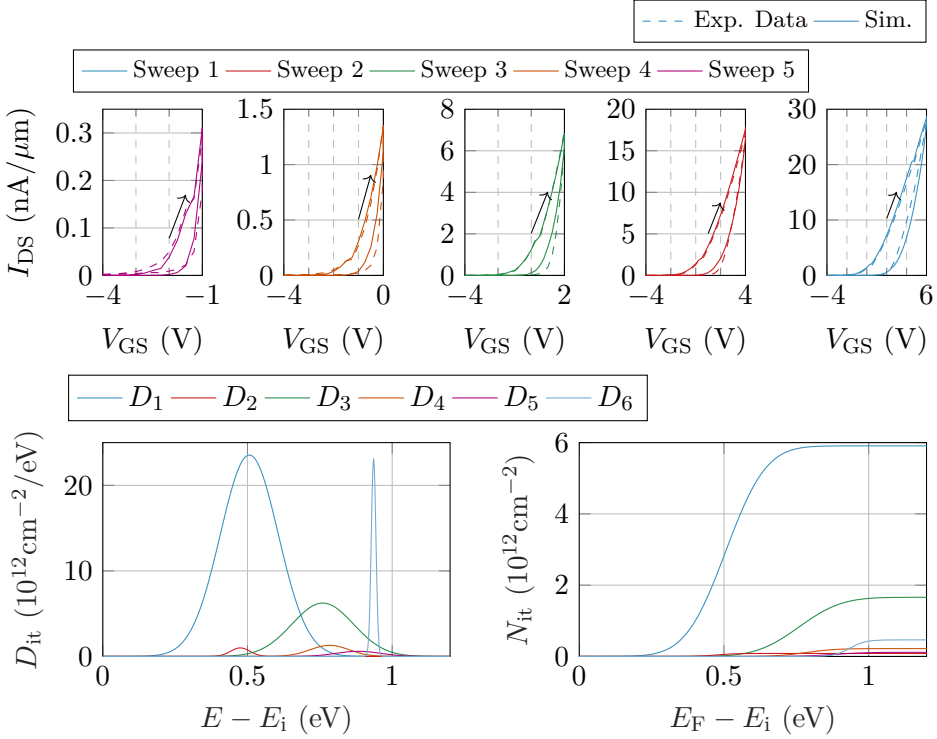 Exp. Data Sim.
Sweep 1 Sweep 2 Sweep 3 Sweep 4 Sweep 5
I_DS (nA/μm)
0.3
0.2
0.1
0
−4 −1
V_GS (V)
1.5
1
0.5
0
−4 0
V_GS (V)
8
6
4
2
0
−4 2
V_GS (V)
20
15
10
5
0
−4 4
V_GS (V)
30
20
10
0
−4 6
V_GS (V)
D_1 D_2 D_3 D_4 D_5 D_6
D_it (10^12cm^−2/eV)
20
10
0
0 0.5 1
E − E_i (eV)
N_it (10^12cm^−2)
6
4
2
0
0 0.5 1
E_F − E_i (eV)